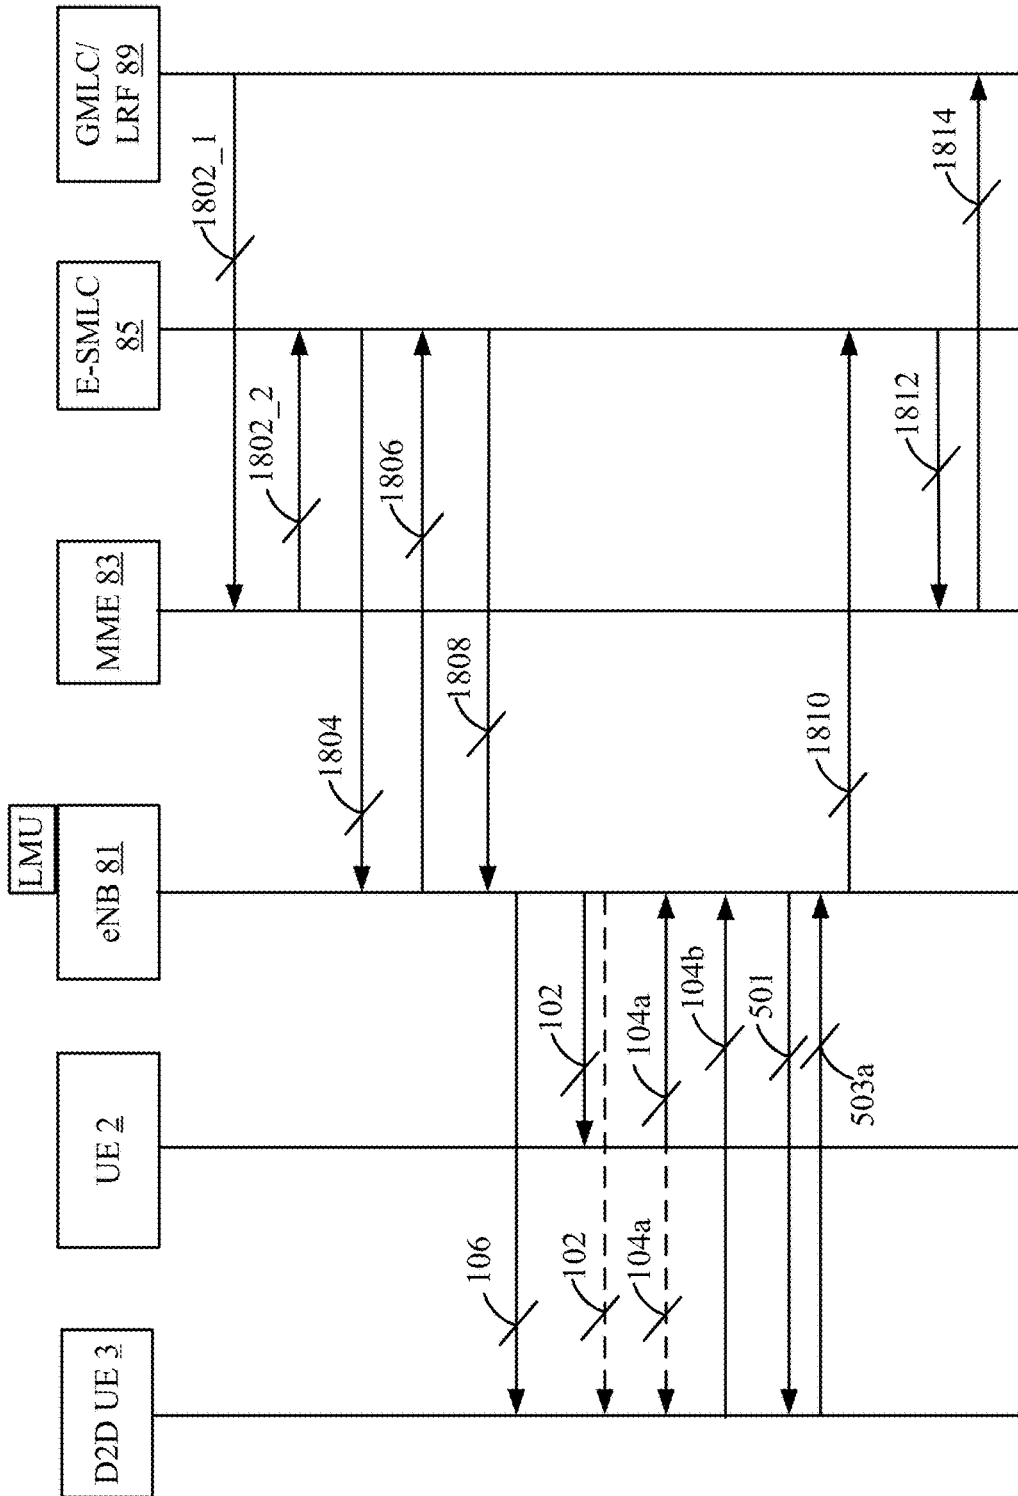 D2D UE 3
UE 2
LMU
eNB 81
MME 83
E-SMLC
85
GMLC/
LRF 89
1802_1
1802_2
1804
1806
1808
106
102
102
104a
104a
104b
501
503a
1810
1812
1814